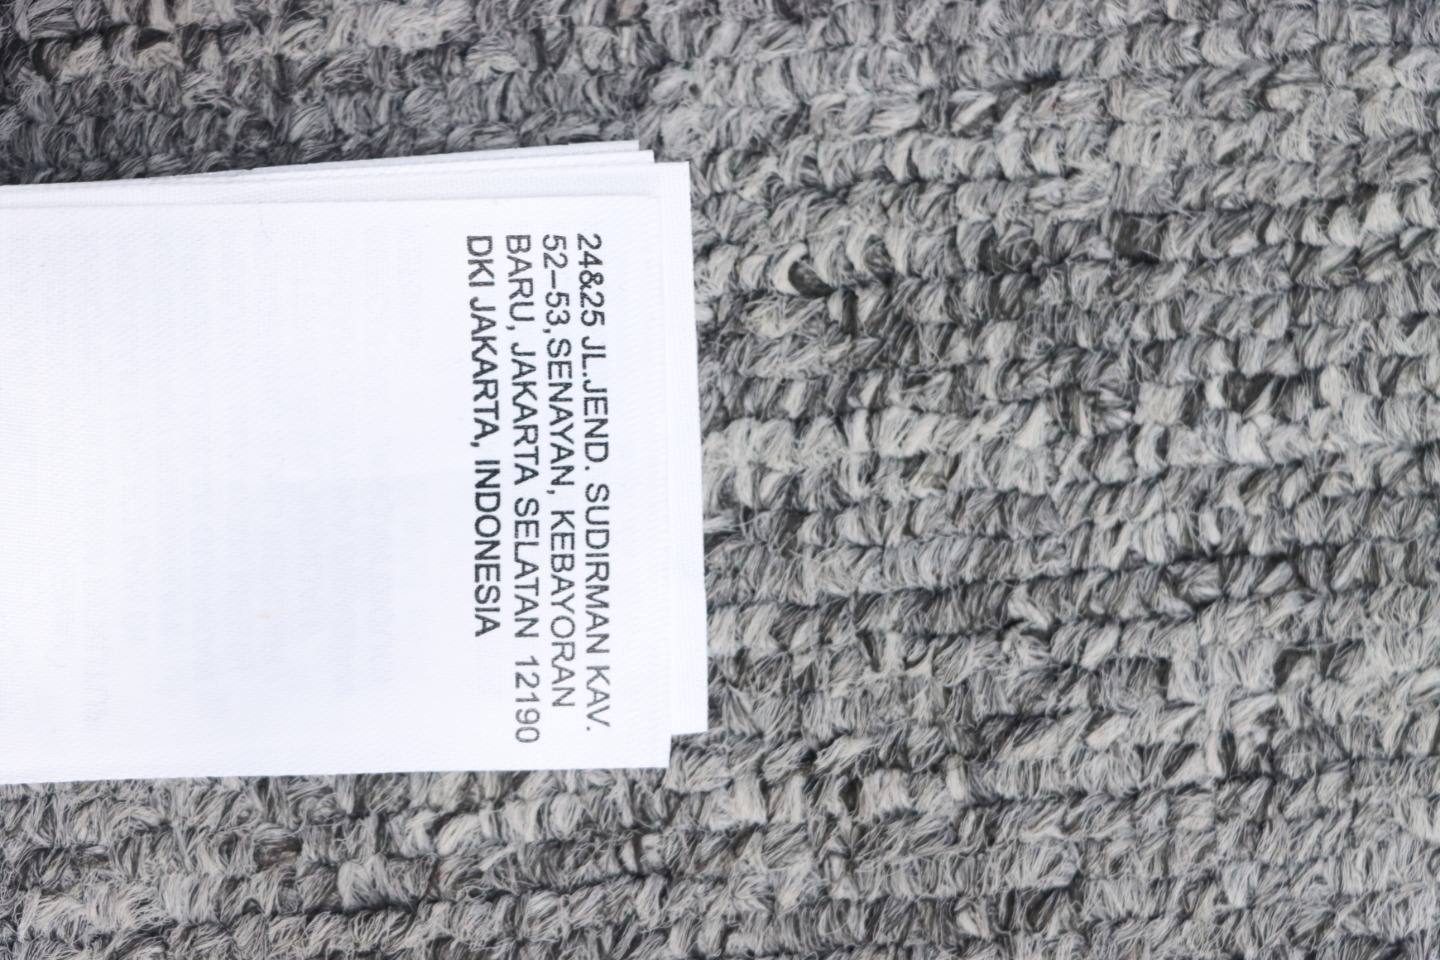 24&25 JL.JEND. SUDIRMAN KAV.
52–53,SENAYAN, KEBAYORAN
BARU, JAKARTA SELATAN 12190
DKI JAKARTA, INDONESIA